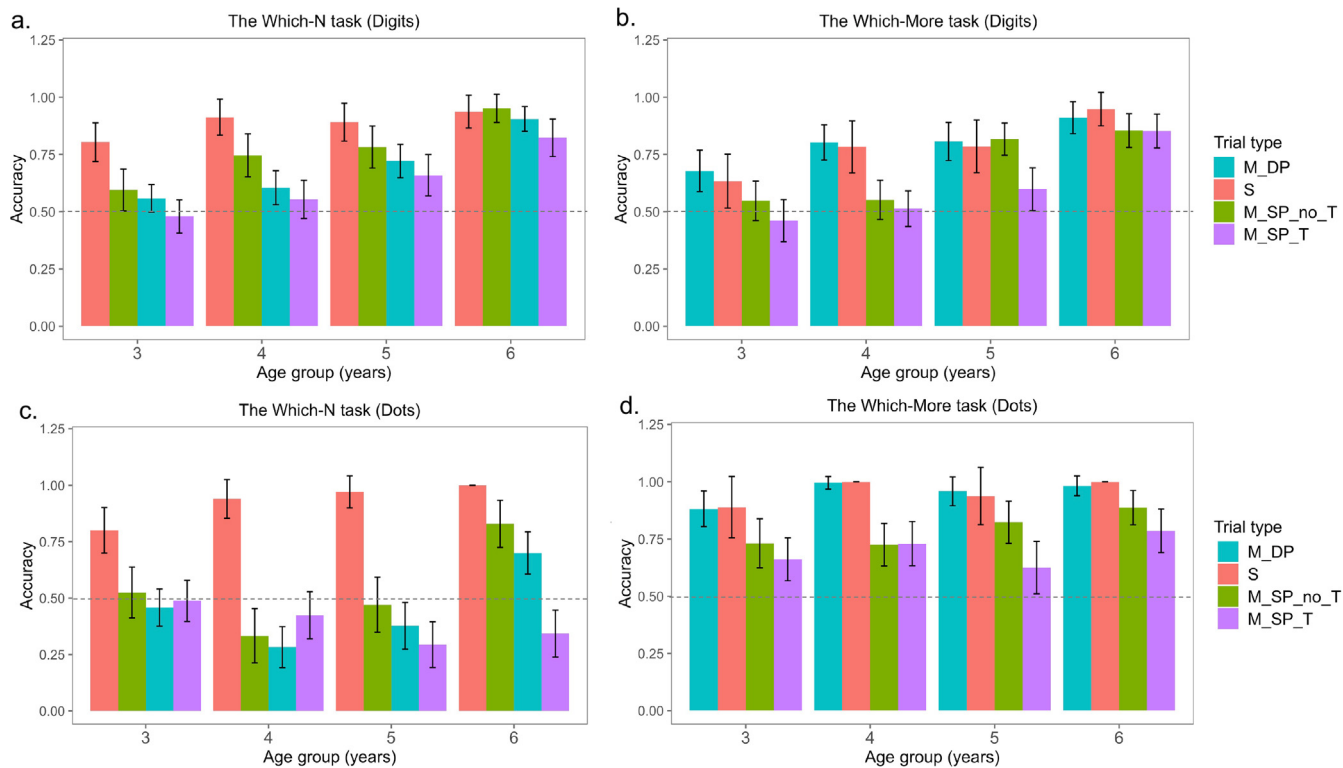 a.
The Which-N task (Digits)
1.25
1.00
0.75
0.50
0.25
0.00
Accuracy
3 4 5 6
Age group (years)
b.
The Which-More task (Digits)
1.25
1.00
0.75
0.50
0.25
0.00
Accuracy
3 4 5 6
Age group (years)
Trial type
M_DP
S
M_SP_no_T
M_SP_T
c.
The Which-N task (Dots)
1.25
1.00
0.75
0.50
0.25
0.00
Accuracy
3 4 5 6
Age group (years)
d.
The Which-More task (Dots)
1.25
1.00
0.75
0.50
0.25
0.00
Accuracy
3 4 5 6
Age group (years)
Trial type
M_DP
S
M_SP_no_T
M_SP_T